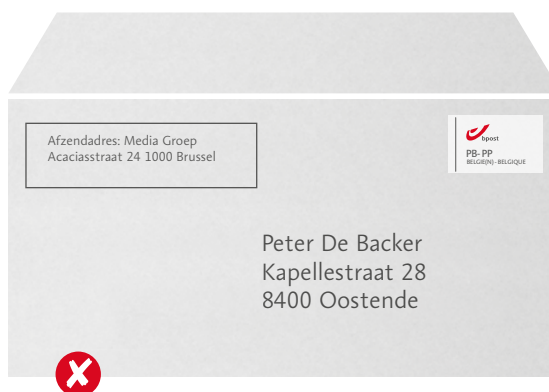 Afzendadres: Media Groep
Acaciasstraat 24 1000 Brussel
bpost
PB-PP
BELGIE(N)-BELGIQUE
Peter De Backer
Kapellestraat 28
8400 Oostende